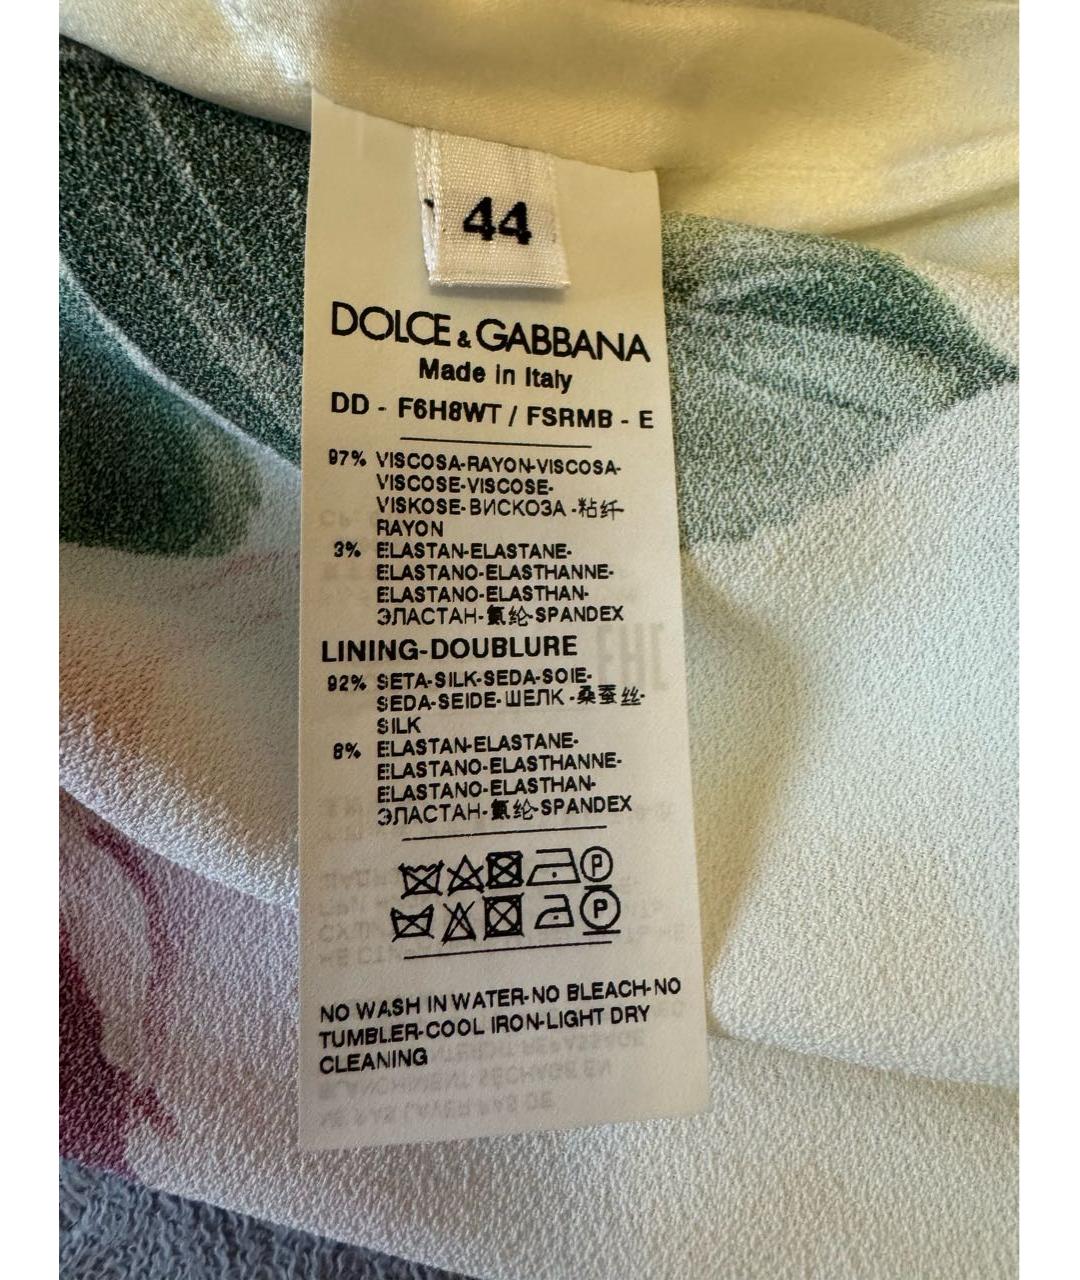 44
DOLCE & GABBANA
Made in Italy
DD - F6H8WT / FSRMB - E
97% VISCOSA-RAYON-VISCOSA-
VISCOSE-VISCOSE-
VISKOSE-ВИСКОЗА-粘纤-
RAYON
3% ELASTAN-ELASTANE-
ELASTANO-ELASTHANNE-
ELASTANO-ELASTHAN-
ЭЛАСТАН-氨纶-SPANDEX
LINING-DOUBLURE
92% SETA-SILK-SEDA-SOIE-
SEDA-SEIDE-ШЕЛК-桑蚕丝-
SILK
8% ELASTAN-ELASTANE-
ELASTANO-ELASTHANNE-
ELASTANO-ELASTHAN-
ЭЛАСТАН-氨纶-SPANDEX
P
P
NO WASH IN WATER-NO BLEACH-NO
TUMBLER-COOL IRON-LIGHT DRY
CLEANING